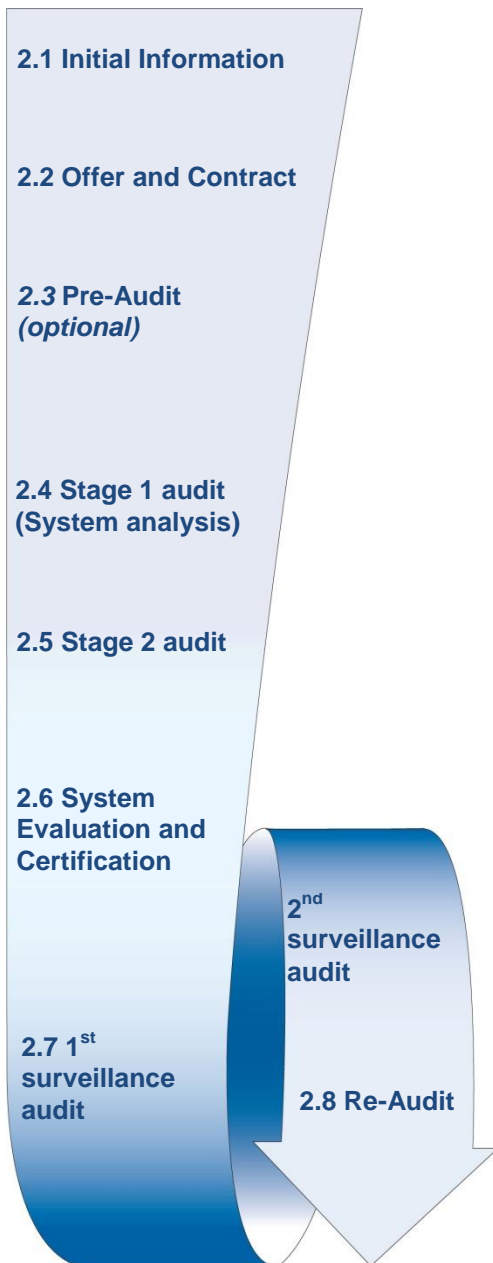 2.1 Initial Information
2.2 Offer and Contract
2.3 Pre-Audit
(optional)
2.4 Stage 1 audit
(System analysis)
2.5 Stage 2 audit
2.6 System
Evaluation and
Certification
2.7 1st
surveillance
audit
2nd
surveillance
audit
2.8 Re-Audit